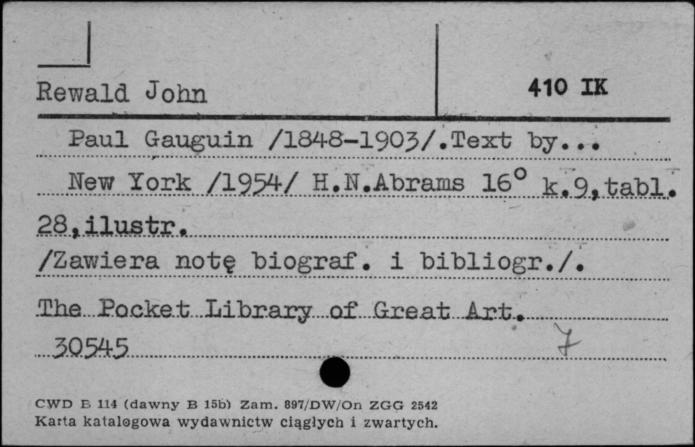 Rewald John
410 IK
Paul Gauguin /1848-1903/.Text by...
New York /1954/ H.N.Abrams 16° k.9,tabl.
28,ilustr.
/Zawiera notę biograf. i bibliogr./.
The Pocket Library of Great Art.
30545
7
CWD B 114 (dawny B 15b) Zam. 897/DW/On ZGG 2542
Karta katalogowa wydawnictw ciągłych i zwartych.